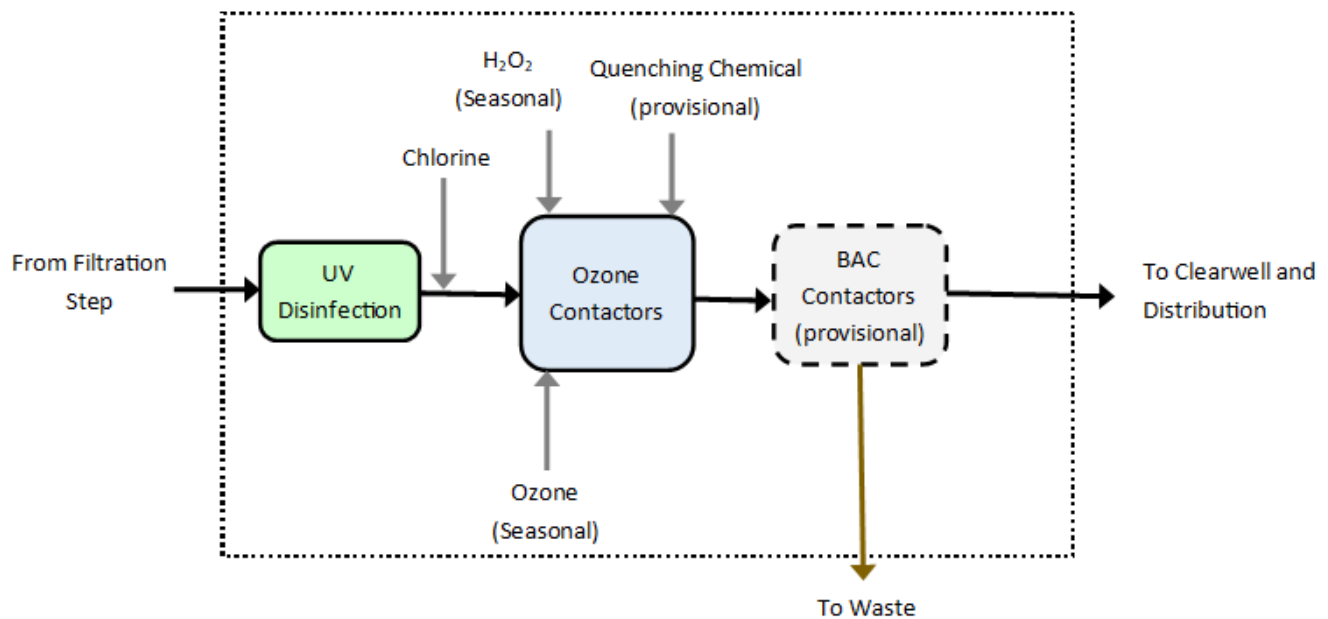 H₂O₂
(Seasonal)
Quenching Chemical
(provisional)
Chlorine
From Filtration
Step
UV
Disinfection
Ozone
Contactors
BAC
Contactors
(provisional)
To Clearwell and
Distribution
Ozone
(Seasonal)
To Waste